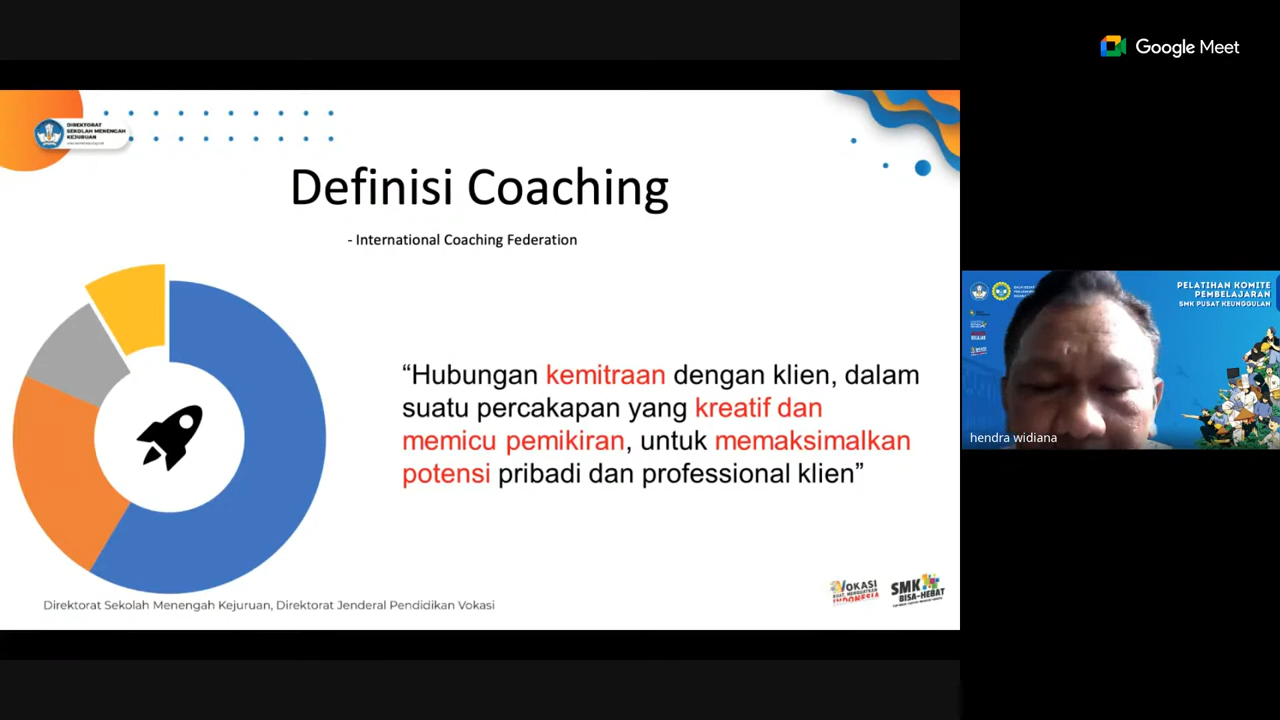 Google Meet
DIREKTORAT
SEKOLAH MENENGAH
KEJURUAN
Definisi Coaching
- International Coaching Federation
“Hubungan kemitraan dengan klien, dalam
suatu percakapan yang kreatif dan
memicu pemikiran, untuk memaksimalkan
potensi pribadi dan professional klien”
PELATIHAN KOMITE
PEMBELAJARAN
SMK PUSAT KEUNGGULAN
hendra widiana
VOKASI
INDONESIA
SMK
BISA-HEBAT
Direktorat Sekolah Menengah Kejuruan, Direktorat Jenderal Pendidikan Vokasi